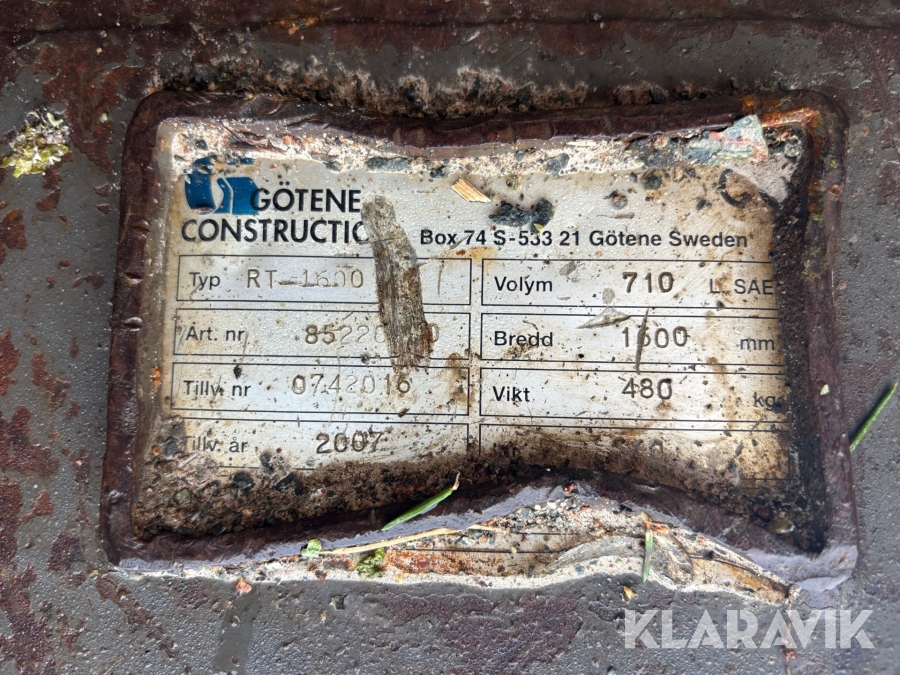 GÖTENE
CONSTRUCTIO
Box 74 S-533 21 Götene Sweden
Typ RT-1600
Volym 710 L. SAE
Art. nr
Bredd 1600 mm
Tillv. nr 0742016
Vikt 480 kg
Tillv. år 2007
KLARAVIK